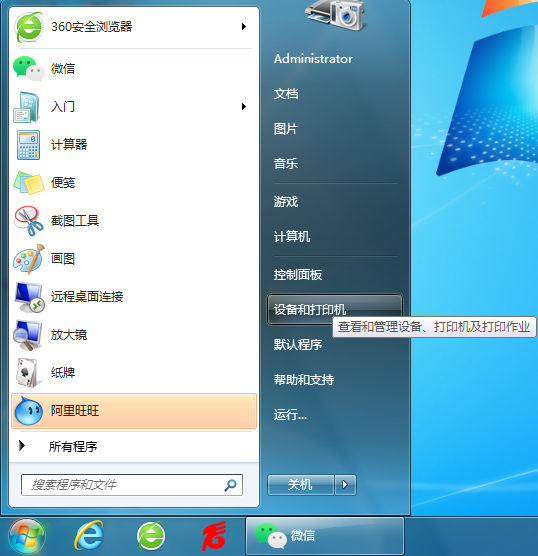 360安全浏览器
微信
入门
计算器
便笺
截图工具
画图
远程桌面连接
放大镜
纸牌
阿里旺旺
所有程序
搜索程序和文件
Administrator
文档
图片
音乐
游戏
计算机
控制面板
设备和打印机
查看和管理设备、打印机及打印作业
默认程序
帮助和支持
运行...
关机
微信